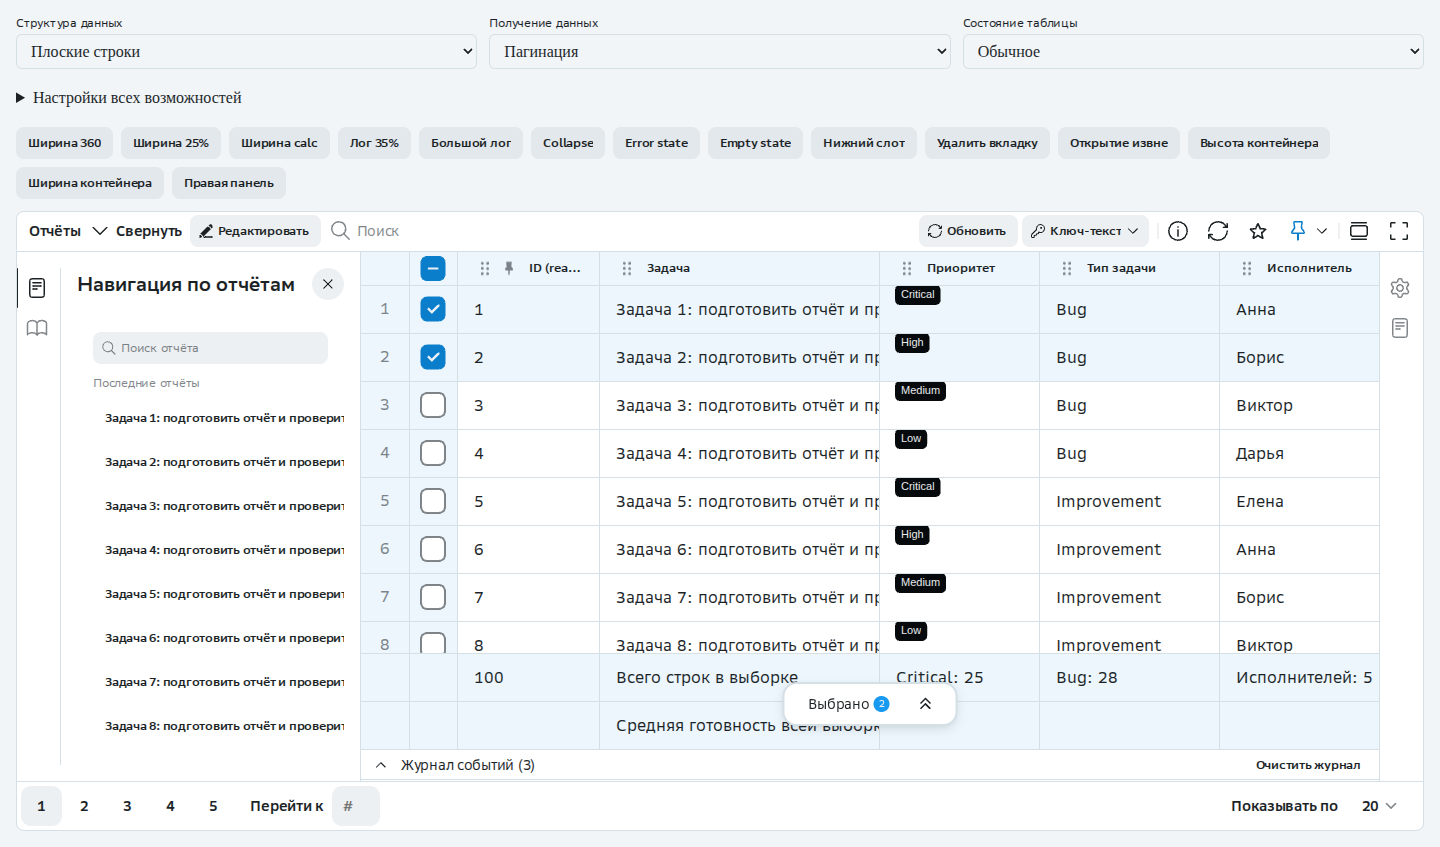 Структура данных
Получение данных
Состояние таблицы
Плоские строки
Пагинация
Обычное
Настройки всех возможностей
Ширина 360
Ширина 25%
Ширина calc
Лог 35%
Большой лог
Collapse
Error state
Empty state
Нижний слот
Удалить вкладку
Открытие извне
Высота контейнера
Ширина контейнера
Правая панель
Отчёты
Свернуть
Редактировать
Поиск
Обновить
Ключ-текст
Навигация по отчётам
Поиск отчёта
Последние отчёты
Задача 1: подготовить отчёт и проверит
Задача 2: подготовить отчёт и проверит
Задача 3: подготовить отчёт и проверит
Задача 4: подготовить отчёт и проверит
Задача 5: подготовить отчёт и проверит
Задача 6: подготовить отчёт и проверит
Задача 7: подготовить отчёт и проверит
Задача 8: подготовить отчёт и проверит
ID (rea... Задача Приоритет Тип задачи Исполнитель
1 1 Задача 1: подготовить отчёт и пр Critical Bug Анна
2 2 Задача 2: подготовить отчёт и пр High Bug Борис
3 3 Задача 3: подготовить отчёт и пр Medium Bug Виктор
4 4 Задача 4: подготовить отчёт и пр Low Bug Дарья
5 5 Задача 5: подготовить отчёт и пр Critical Improvement Елена
6 6 Задача 6: подготовить отчёт и пр High Improvement Анна
7 7 Задача 7: подготовить отчёт и пр Medium Improvement Борис
8 8 Задача 8: подготовить отчёт и пр Low Improvement Виктор
100 Всего строк в выборке Critical: 25 Bug: 28 Исполнителей: 5
Выбрано 2
Средняя готовность всей выборк
Журнал событий (3)
Очистить журнал
1 2 3 4 5 Перейти к #
Показывать по 20